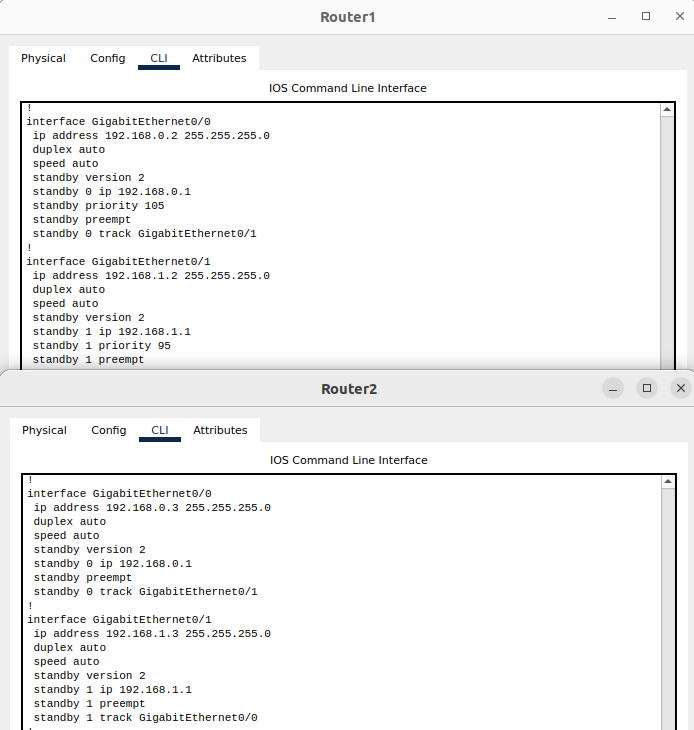 Router1
Physical Config CLI Attributes
IOS Command Line Interface
!
interface GigabitEthernet0/0
ip address 192.168.0.2 255.255.255.0
duplex auto
speed auto
standby version 2
standby 0 ip 192.168.0.1
standby priority 105
standby preempt
standby 0 track GigabitEthernet0/1
!
interface GigabitEthernet0/1
ip address 192.168.1.2 255.255.255.0
duplex auto
speed auto
standby version 2
standby 1 ip 192.168.1.1
standby 1 priority 95
standby 1 preempt
Router2
Physical Config CLI Attributes
IOS Command Line Interface
!
interface GigabitEthernet0/0
ip address 192.168.0.3 255.255.255.0
duplex auto
speed auto
standby version 2
standby 0 ip 192.168.0.1
standby preempt
standby 0 track GigabitEthernet0/1
!
interface GigabitEthernet0/1
ip address 192.168.1.3 255.255.255.0
duplex auto
speed auto
standby version 2
standby 1 ip 192.168.1.1
standby 1 preempt
standby 1 track GigabitEthernet0/0
!